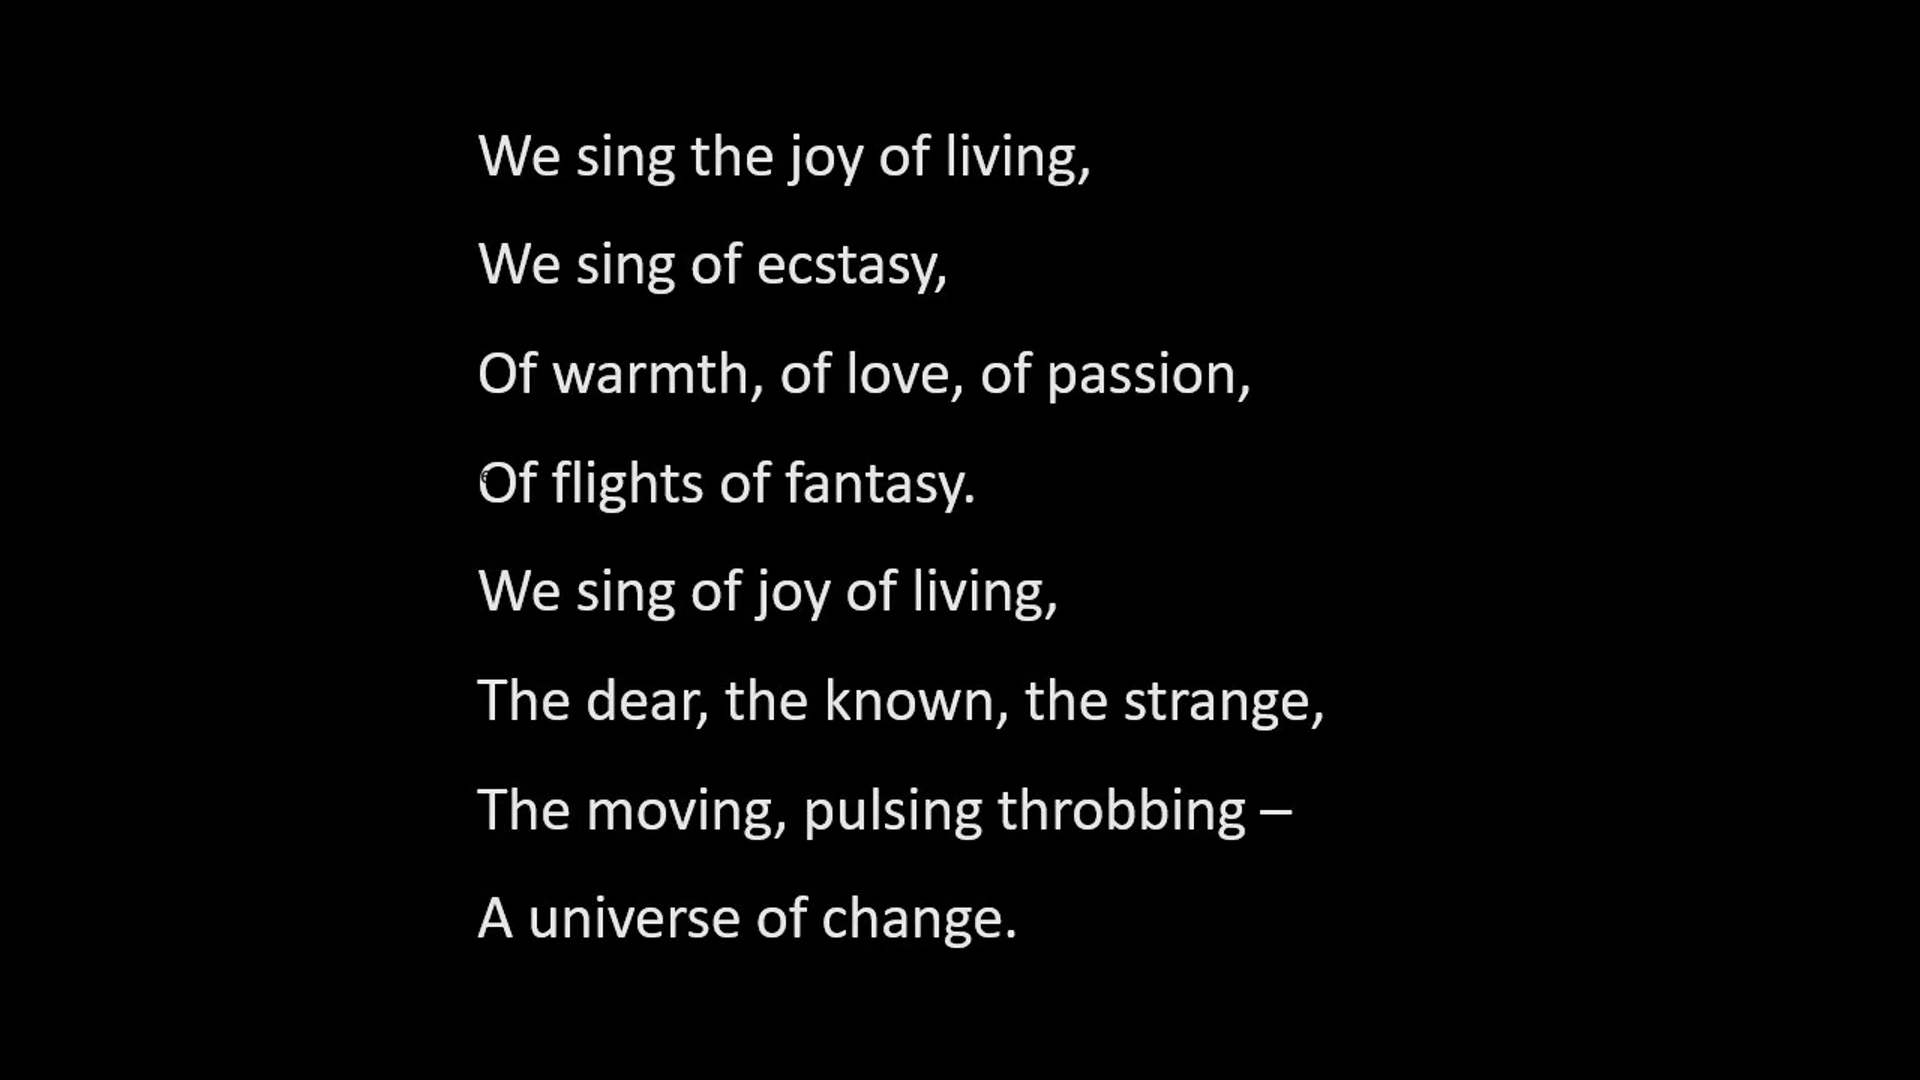 We sing the joy of living,
We sing of ecstasy,
Of warmth, of love, of passion,
Of flights of fantasy.
We sing of joy of living,
The dear, the known, the strange,
The moving, pulsing throbbing –
A universe of change.